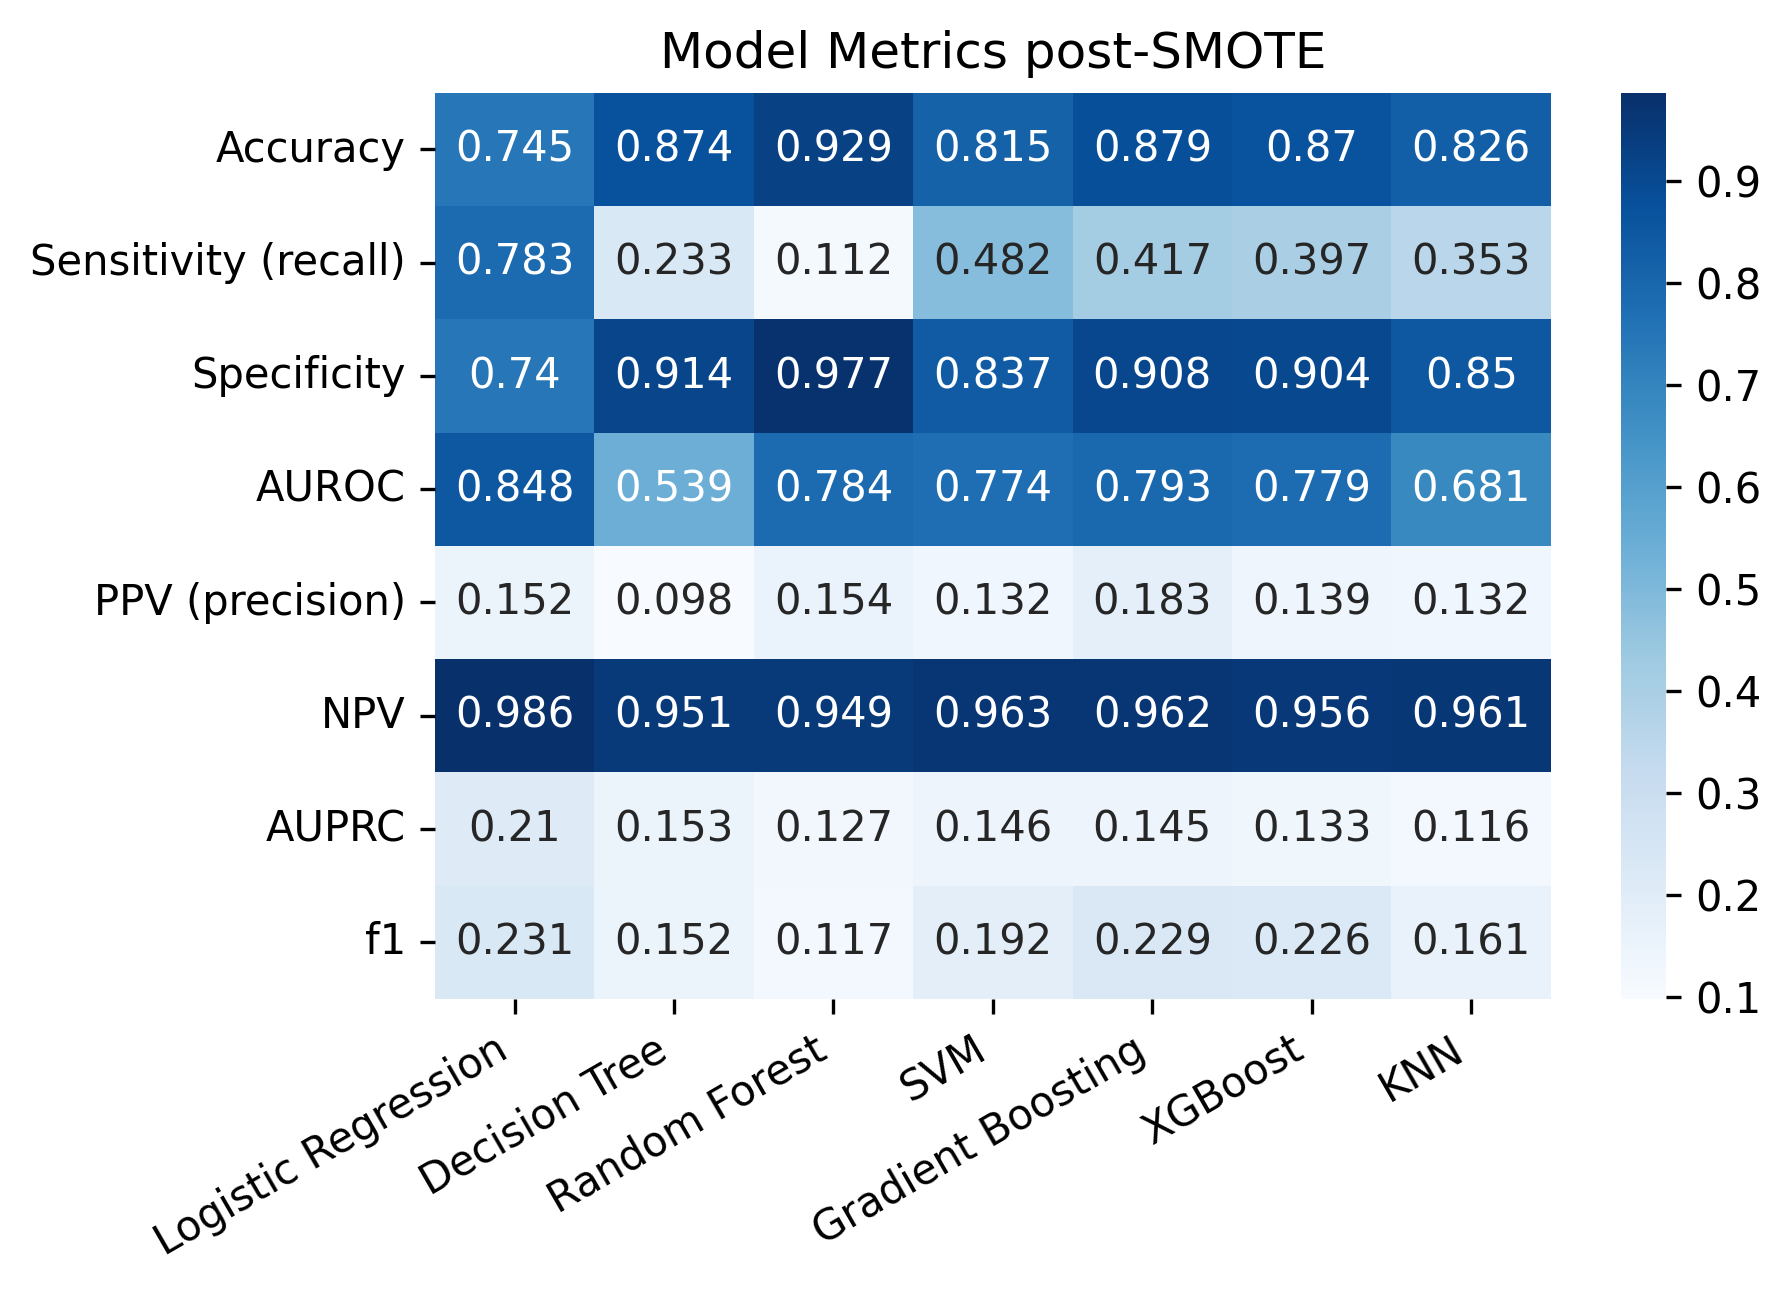 Model Metrics post-SMOTE
Accuracy 0.745 0.874 0.929 0.815 0.879 0.87 0.826
Sensitivity (recall) 0.783 0.233 0.112 0.482 0.417 0.397 0.353
Specificity 0.74 0.914 0.977 0.837 0.908 0.904 0.85
AUROC 0.848 0.539 0.784 0.774 0.793 0.779 0.681
PPV (precision) 0.152 0.098 0.154 0.132 0.183 0.139 0.132
NPV 0.986 0.951 0.949 0.963 0.962 0.956 0.961
AUPRC 0.21 0.153 0.127 0.146 0.145 0.133 0.116
f1 0.231 0.152 0.117 0.192 0.229 0.226 0.161
Logistic Regression
Decision Tree
Random Forest
SVM
Gradient Boosting
XGBoost
KNN
0.9
0.8
0.7
0.6
0.5
0.4
0.3
0.2
0.1